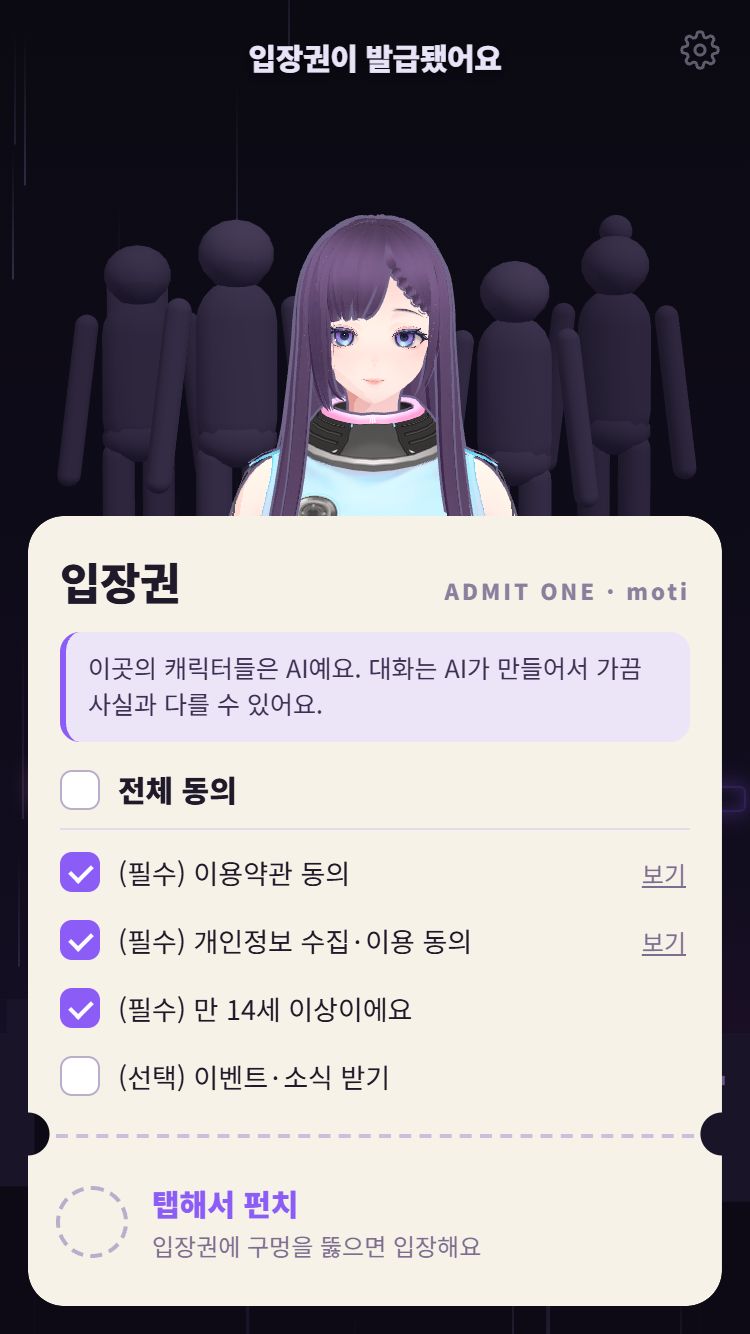 입장권이 발급됐어요
입장권
ADMIT ONE · moti
이곳의 캐릭터들은 AI예요. 대화는 AI가 만들어서 가끔
사실과 다를 수 있어요.
전체 동의
(필수) 이용약관 동의 보기
(필수) 개인정보 수집·이용 동의 보기
(필수) 만 14세 이상이에요
(선택) 이벤트·소식 받기
탭해서 펀치
입장권에 구멍을 뚫으면 입장해요